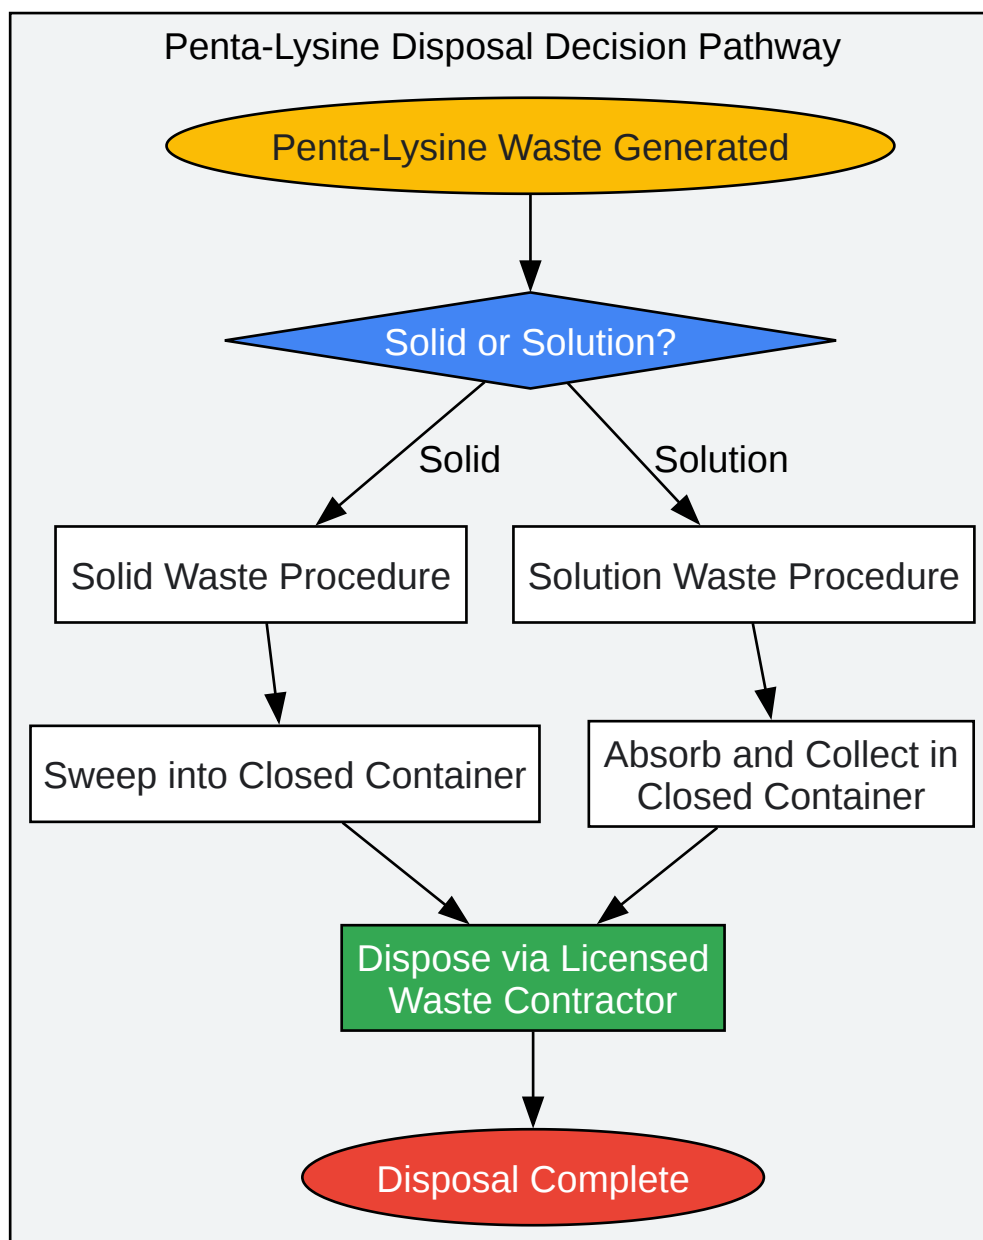 Penta-Lysine Disposal Decision Pathway
Penta-Lysine Waste Generated
Solid or Solution?
Solid
Solution
Solid Waste Procedure
Solution Waste Procedure
Sweep into Closed Container
Absorb and Collect in
Closed Container
Dispose via Licensed
Waste Contractor
Disposal Complete